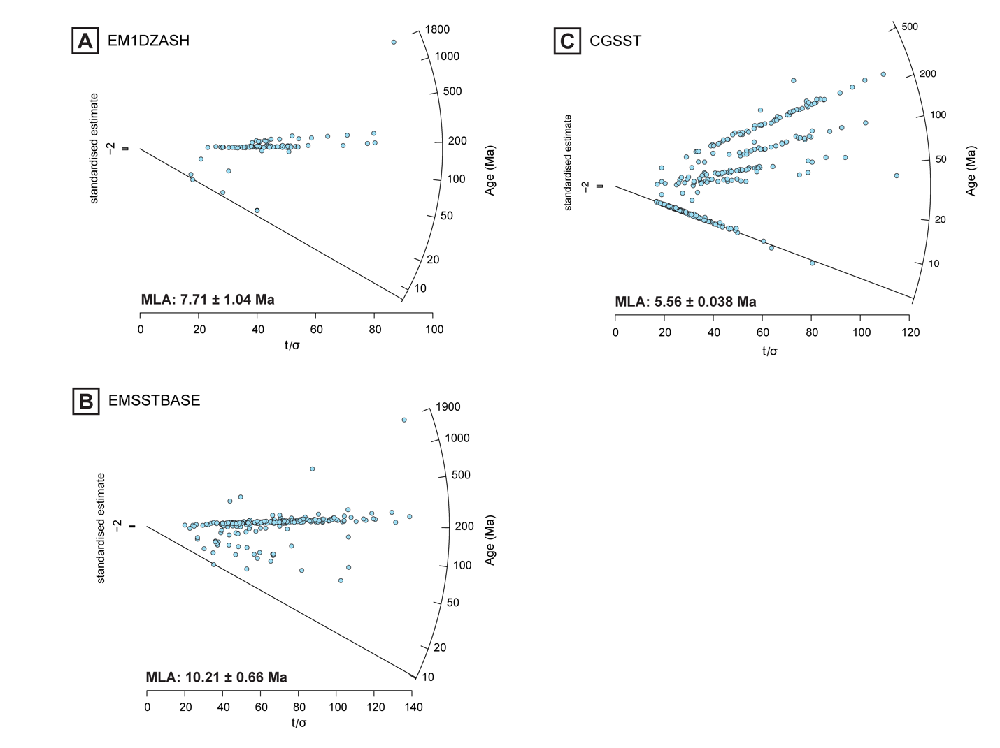 A EM1DZASH
standardised estimate
−2
1800
1000
500
200
100
50
20
10
Age (Ma)
MLA: 7.71 ± 1.04 Ma
0 20 40 60 80 100
t/σ
C CGSST
standardised estimate
−2
500
200
100
50
20
10
Age (Ma)
MLA: 5.56 ± 0.038 Ma
0 20 40 60 80 100 120
t/σ
B EMSSTBASE
standardised estimate
−2
1900
1000
500
200
100
50
20
10
Age (Ma)
MLA: 10.21 ± 0.66 Ma
0 20 40 60 80 100 120 140
t/σ